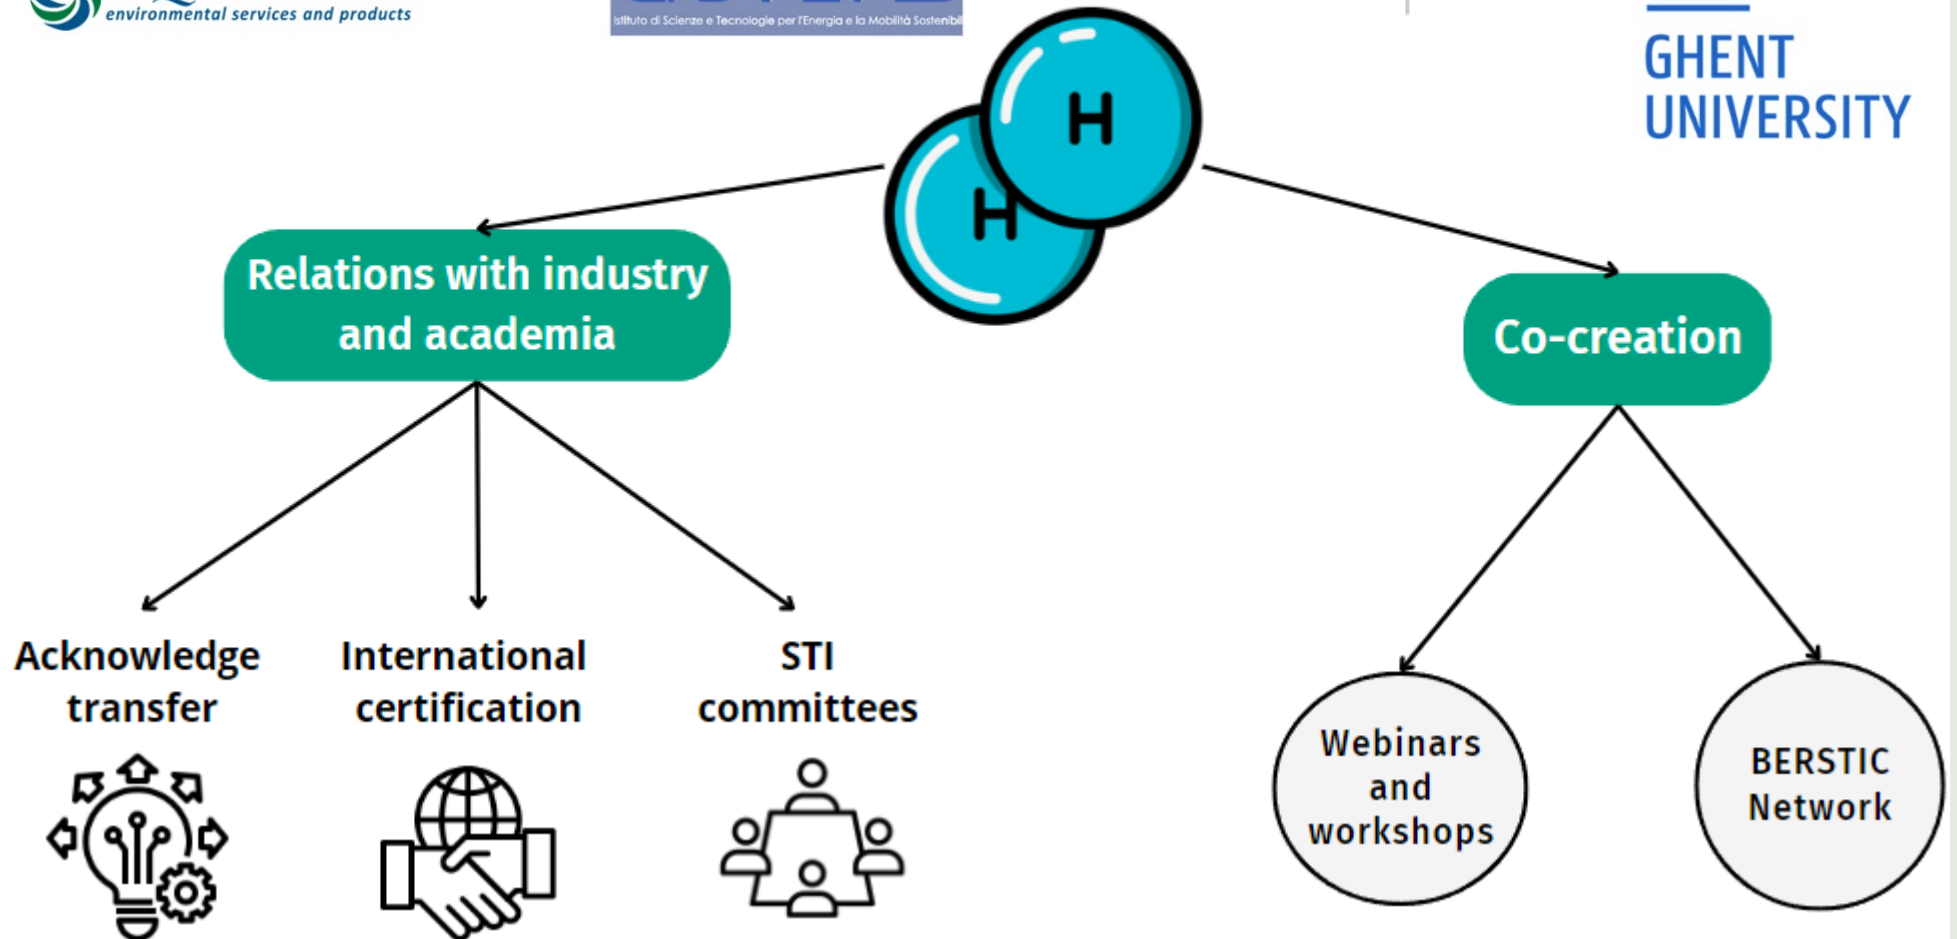 environmental services and products
Istituto di Scienze e Tecnologie per l'Energia e la Mobilità Sostenibil
GHENT
UNIVERSITY
H
H
Relations with industry
and academia
Co-creation
Acknowledge
transfer
International
certification
STI
committees
Webinars
and
workshops
BERSTIC
Network